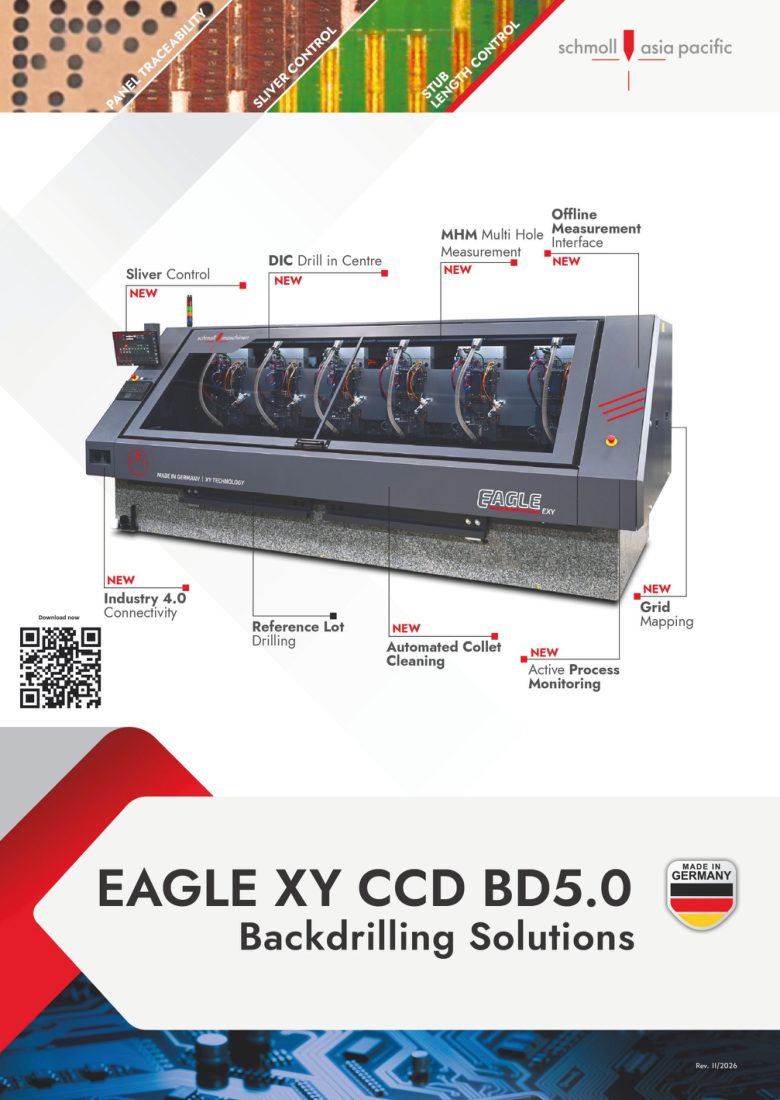 PANEL TRACEABILITY
SLIVER CONTROL
STUB
LENGTH CONTROL
schmoll asia pacific
Offline
Measurement
Interface
NEW
MHM Multi Hole
Measurement
NEW
DIC Drill in Centre
NEW
Sliver Control
NEW
schmoll maschinen
MADE IN GERMANY | XY TECHNOLOGY
EAGLE
EXY
NEW
Industry 4.0
Connectivity
Reference Lot
Drilling
NEW
Automated Collet
Cleaning
NEW
Active Process
Monitoring
NEW
Grid
Mapping
Download now
EAGLE XY CCD BD5.0
Backdrilling Solutions
MADE IN
GERMANY
Rev. II/2026